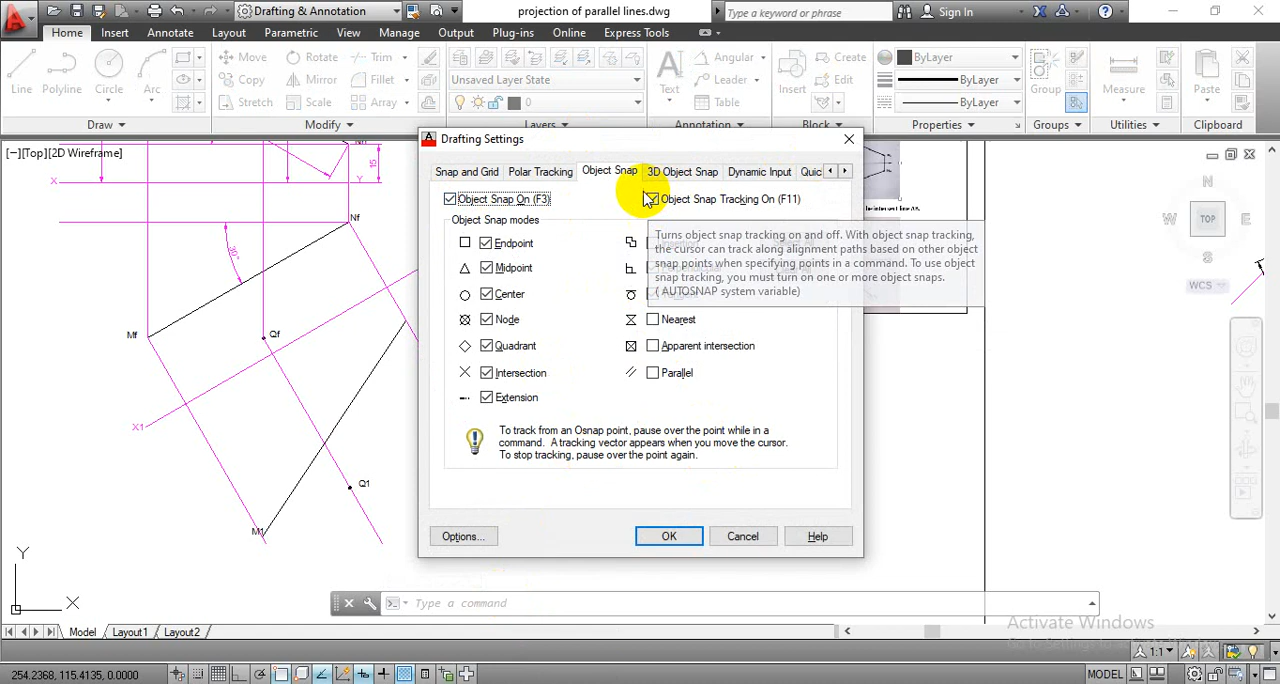 Drafting & Annotation
projection of parallel lines.dwg
Type a keyword or phrase
Sign In
Home Insert Annotate Layout Parametric View Manage Output Plug-ins Online Express Tools
Line Polyline Circle Arc
Move Rotate Trim
Copy Mirror Fillet
Stretch Scale Array
Unsaved Layer State
0
Text
Angular
Leader
Table
Insert
Create
Edit
ByLayer
ByLayer
ByLayer
Group
Measure
Paste
Draw Modify Layers Annotation Block Properties Groups Utilities Clipboard
[−][Top][2D Wireframe]
Drafting Settings
Snap and Grid Polar Tracking Object Snap 3D Object Snap Dynamic Input Quic
Object Snap On (F3)
Object Snap Tracking On (F11)
Object Snap modes
Endpoint
Midpoint
Center
Node
Quadrant
Intersection
Extension
Nearest
Apparent intersection
Parallel
Turns object snap tracking on and off. With object snap tracking,
the cursor can track along alignment paths based on other object
snap points when specifying points in a command. To use object
snap tracking, you must turn on one or more object snaps.
( AUTOSNAP system variable)
To track from an Osnap point, pause over the point while in a
command. A tracking vector appears when you move the cursor.
To stop tracking, pause over the point again.
Options...
OK
Cancel
Help
X
Y
15
Nf
30°
Mf
Qf
X1
Q1
M1
N
W
TOP
E
S
WCS
Y
X
Type a command
Model Layout1 Layout2
Activate Windows
1:1
254.2368, 115.4135, 0.0000
MODEL